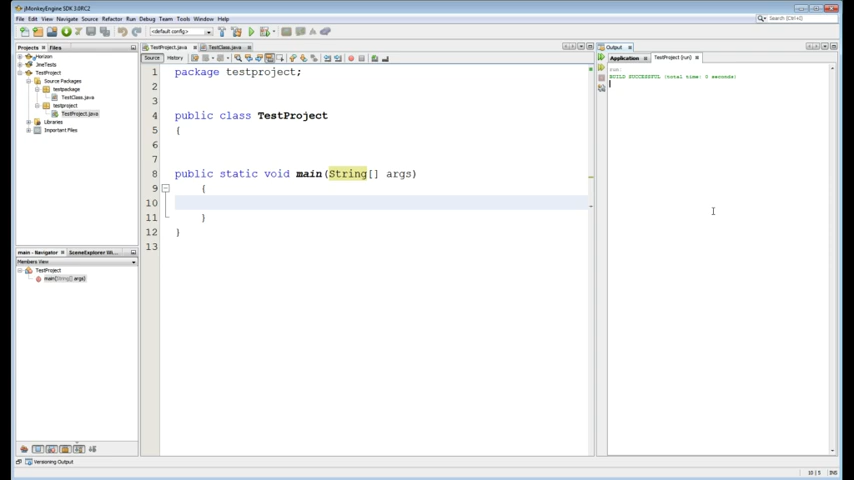 jMonkeyEngine SDK 3.0RC2
File Edit View Navigate Source Refactor Run Debug Team Tools Window Help
<default config>
Search (Ctrl+I)
Projects Files
TestProject.java TestClass.java
Output
Source History
Application TestProject (run)
Horizon
JmeTests
TestProject
Source Packages
testpackage
TestClass.java
testproject
TestProject.java
Libraries
Important Files
run:
BUILD SUCCESSFUL (total time: 0 seconds)
1 package testproject;
2
3
4 public class TestProject
5 {
6
7
8 public static void main(String[] args)
9 {
10
11 }
12 }
13
main - Navigator SceneExplorer Wi...
Members View
TestProject
main(String[] args)
Versioning Output
10|5 INS